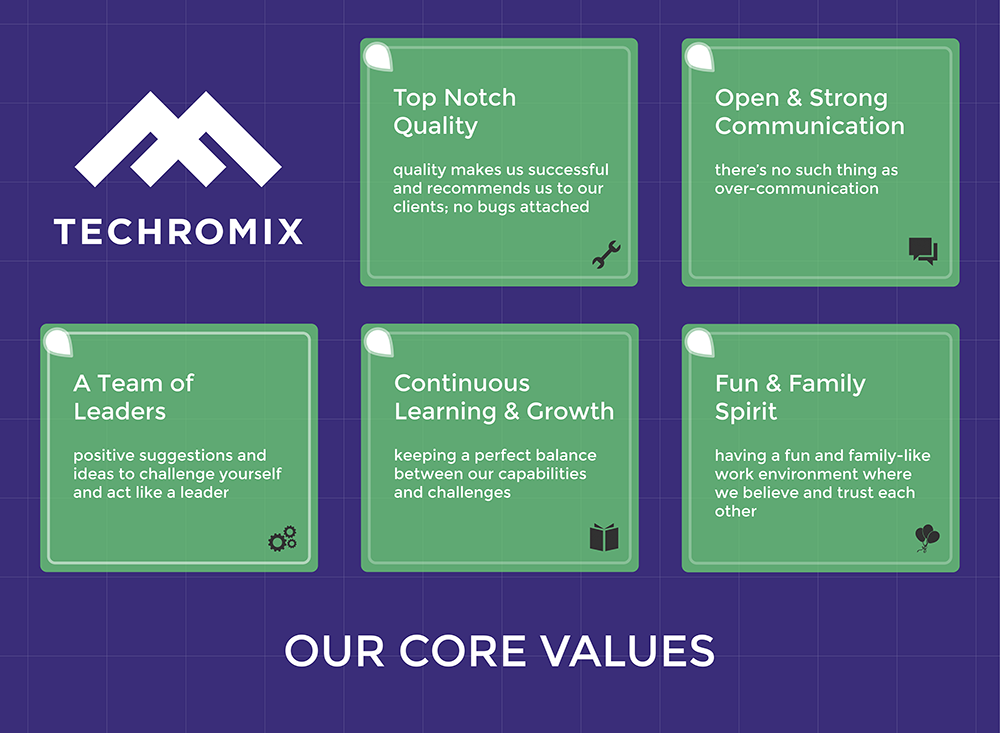 TECHROMIX
Top Notch
Quality
quality makes us successful
and recommends us to our
clients; no bugs attached
Open & Strong
Communication
there’s no such thing as
over-communication
A Team of
Leaders
positive suggestions and
ideas to challenge yourself
and act like a leader
Continuous
Learning & Growth
keeping a perfect balance
between our capabilities
and challenges
Fun & Family
Spirit
having a fun and family-like
work environment where
we believe and trust each
other
OUR CORE VALUES